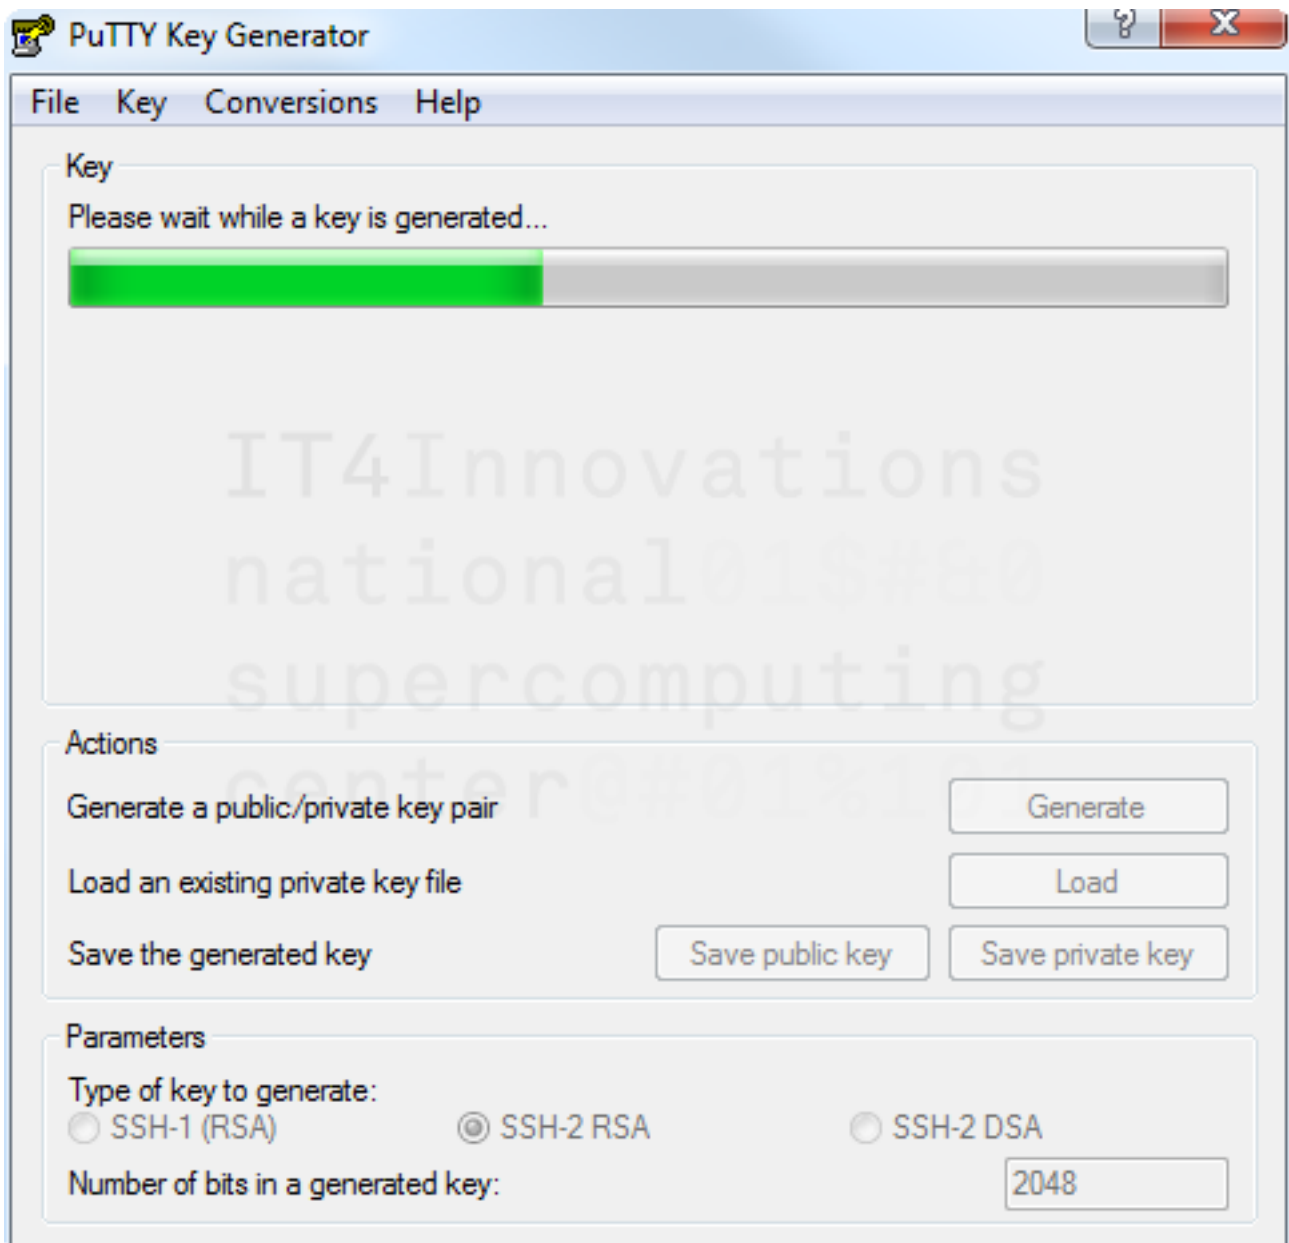 PuTTY Key Generator
File Key Conversions Help
Key
Please wait while a key is generated...
IT4Innovations
national01$#&0
supercomputing
center@#01%101
Actions
Generate a public/private key pair Generate
Load an existing private key file Load
Save the generated key Save public key Save private key
Parameters
Type of key to generate:
SSH-1 (RSA) SSH-2 RSA SSH-2 DSA
Number of bits in a generated key: 2048